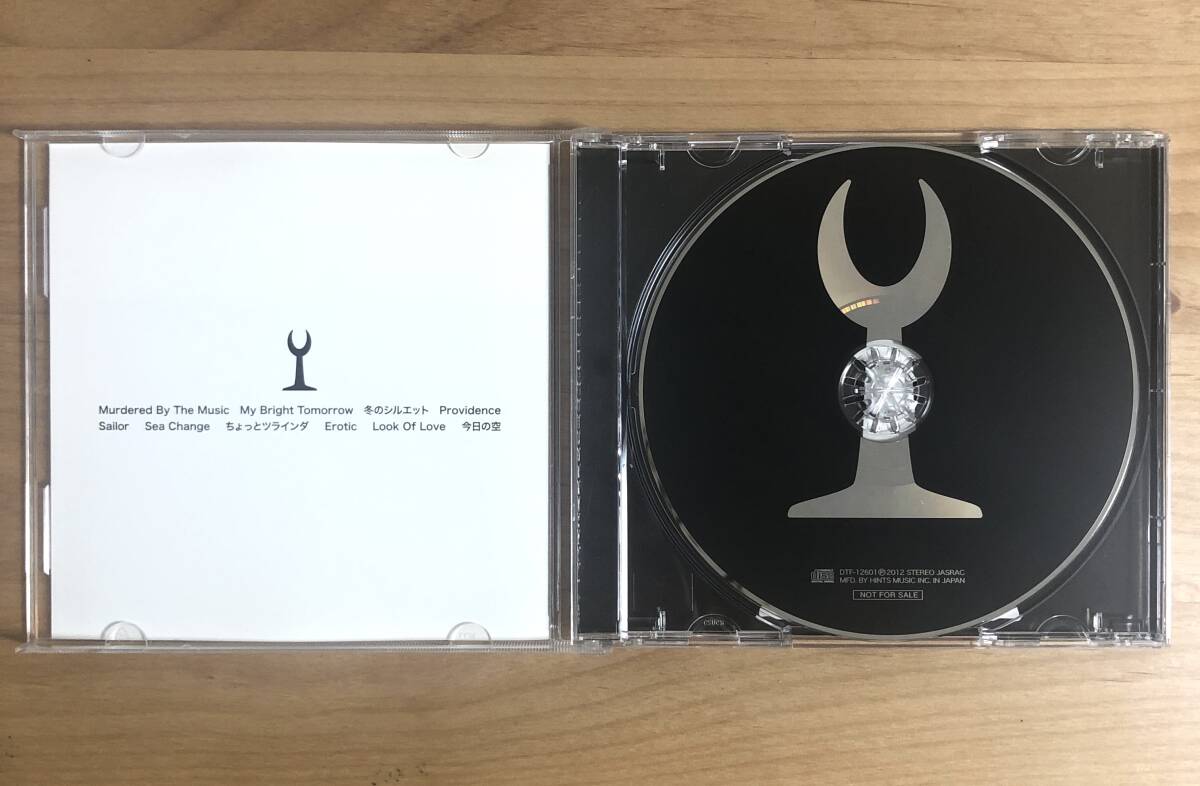 Murdered By The Music My Bright Tomorrow 冬のシルエット Providence
Sailor Sea Change ちょっとツラインダ Erotic Look Of Love 今日の空
DTF-12601 Ⓟ2012 STEREO JASRAC
MFD. BY HINTS MUSIC INC. IN JAPAN
NOT FOR SALE